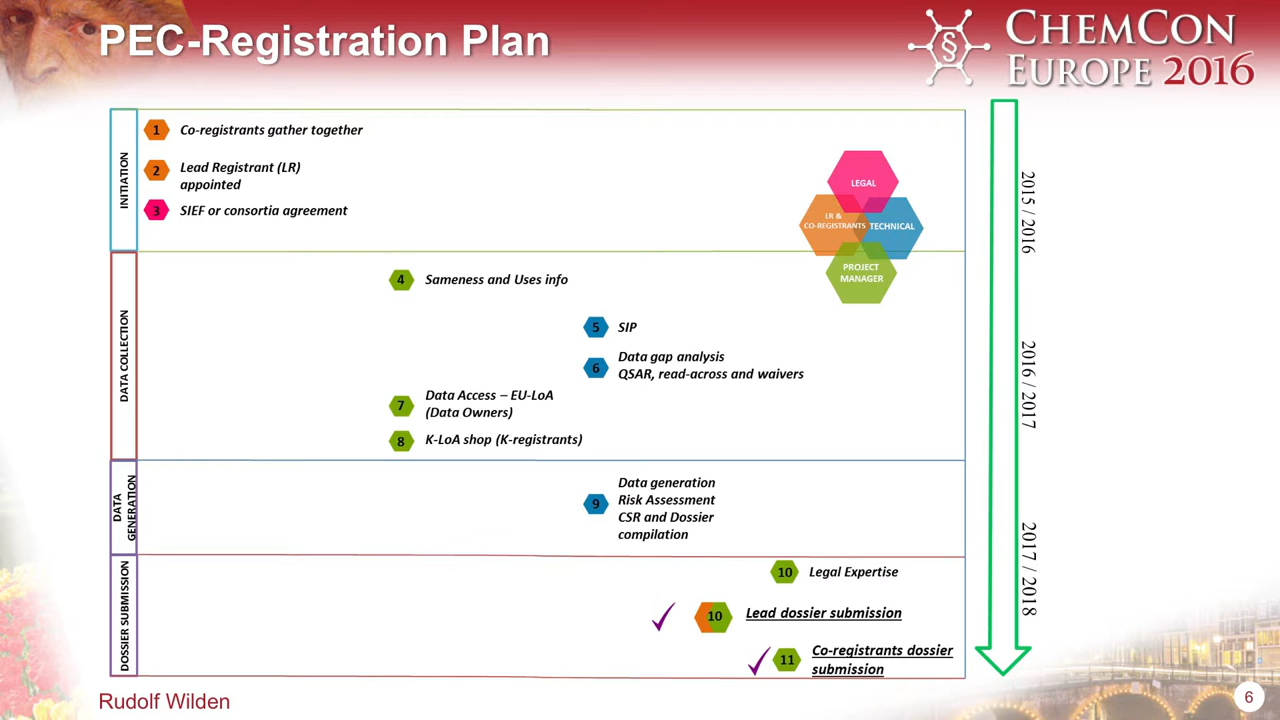 PEC-Registration Plan
§
CHEMCON
EUROPE 2016
INITIATION
1 Co-registrants gather together
2 Lead Registrant (LR)
appointed
3 SIEF or consortia agreement
LEGAL
LR &
CO-REGISTRANTS
TECHNICAL
PROJECT
MANAGER
2015 / 2016
DATA COLLECTION
4 Sameness and Uses info
5 SIP
6 Data gap analysis
QSAR, read-across and waivers
7 Data Access – EU-LoA
(Data Owners)
8 K-LoA shop (K-registrants)
2016 / 2017
DATA
GENERATION
9 Data generation
Risk Assessment
CSR and Dossier
compilation
2017 / 2018
DOSSIER SUBMISSION
10 Legal Expertise
10 Lead dossier submission
11 Co-registrants dossier
submission
Rudolf Wilden
6